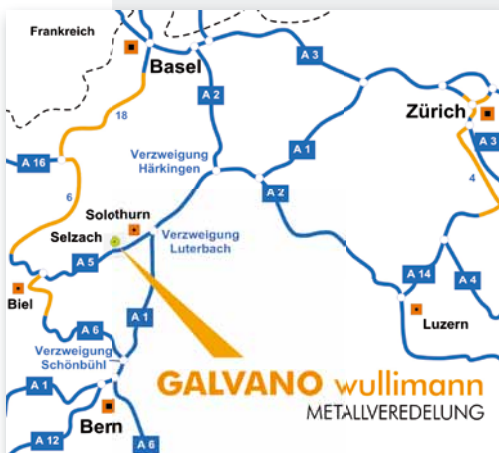 Frankreich
Basel
A 3
Zürich
18
A 2
A 3
Verzweigung
Härkingen
A 1
A 16
4
6
A 2
Solothurn
Selzach
Verzweigung
Luterbach
A 5
A 14
A 4
Biel
A 6
A 1
Luzern
Verzweigung
Schönbühl
A 1
GALVANO wullimann
METALLVEREDELUNG
Bern
A 12
A 6